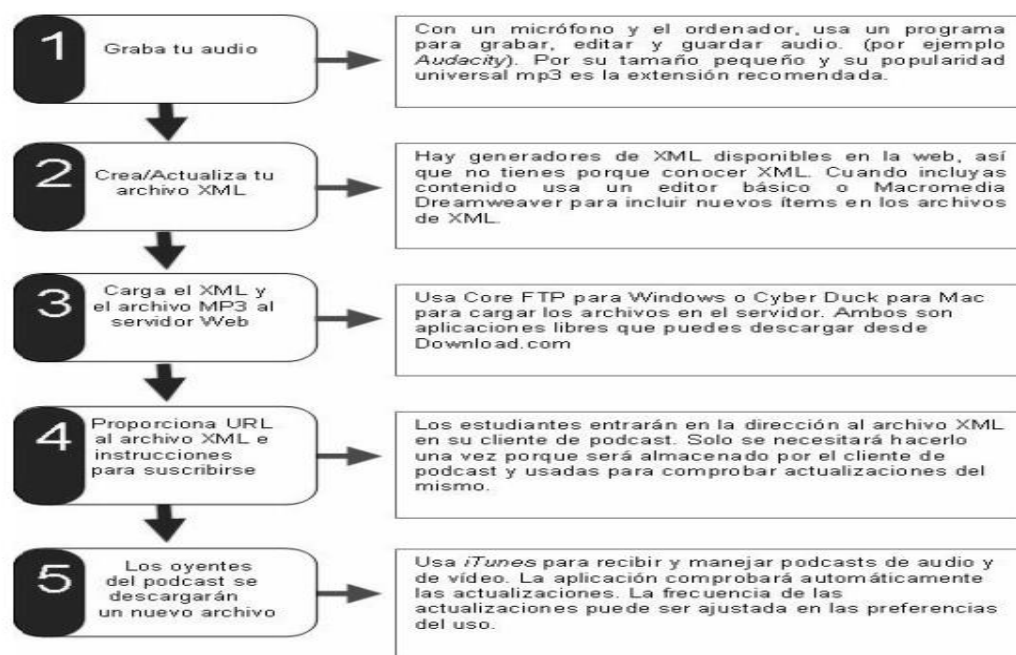 1
Graba tu audio
Con un micrófono y el ordenador, usa un programa
para grabar, editar y guardar audio. (por ejemplo
Audacity). Por su tamaño pequeño y su popularidad
universal mp3 es la extensión recomendada.
2
Crea/Actualiza tu
archivo XML
Hay generadores de XML disponibles en la web, así
que no tienes porque conocer XML. Cuando incluyas
contenido usa un editor básico o Macromedia
Dreamweaver para incluir nuevos ítems en los archivos
de XML.
3
Carga el XML y
el archivo MP3 al
servidor Web
Usa Core FTP para Windows o Cyber Duck para Mac
para cargar los archivos en el servidor. Ambos son
aplicaciones libres que puedes descargar desde
Download.com
4
Proporciona URL
al archivo XML e
instrucciones
para suscribirse
Los estudiantes entrarán en la dirección al archivo XML
en su cliente de podcast. Solo se necesitará hacerlo
una vez porque será almacenado por el cliente de
podcast y usadas para comprobar actualizaciones del
mismo.
5
Los oyentes
del podcast se
descargarán
un nuevo archivo
Usa iTunes para recibir y manejar podcasts de audio y
de vídeo. La aplicación comprobará automáticamente
las actualizaciones. La frecuencia de las
actualizaciones puede ser ajustada en las preferencias
del uso.